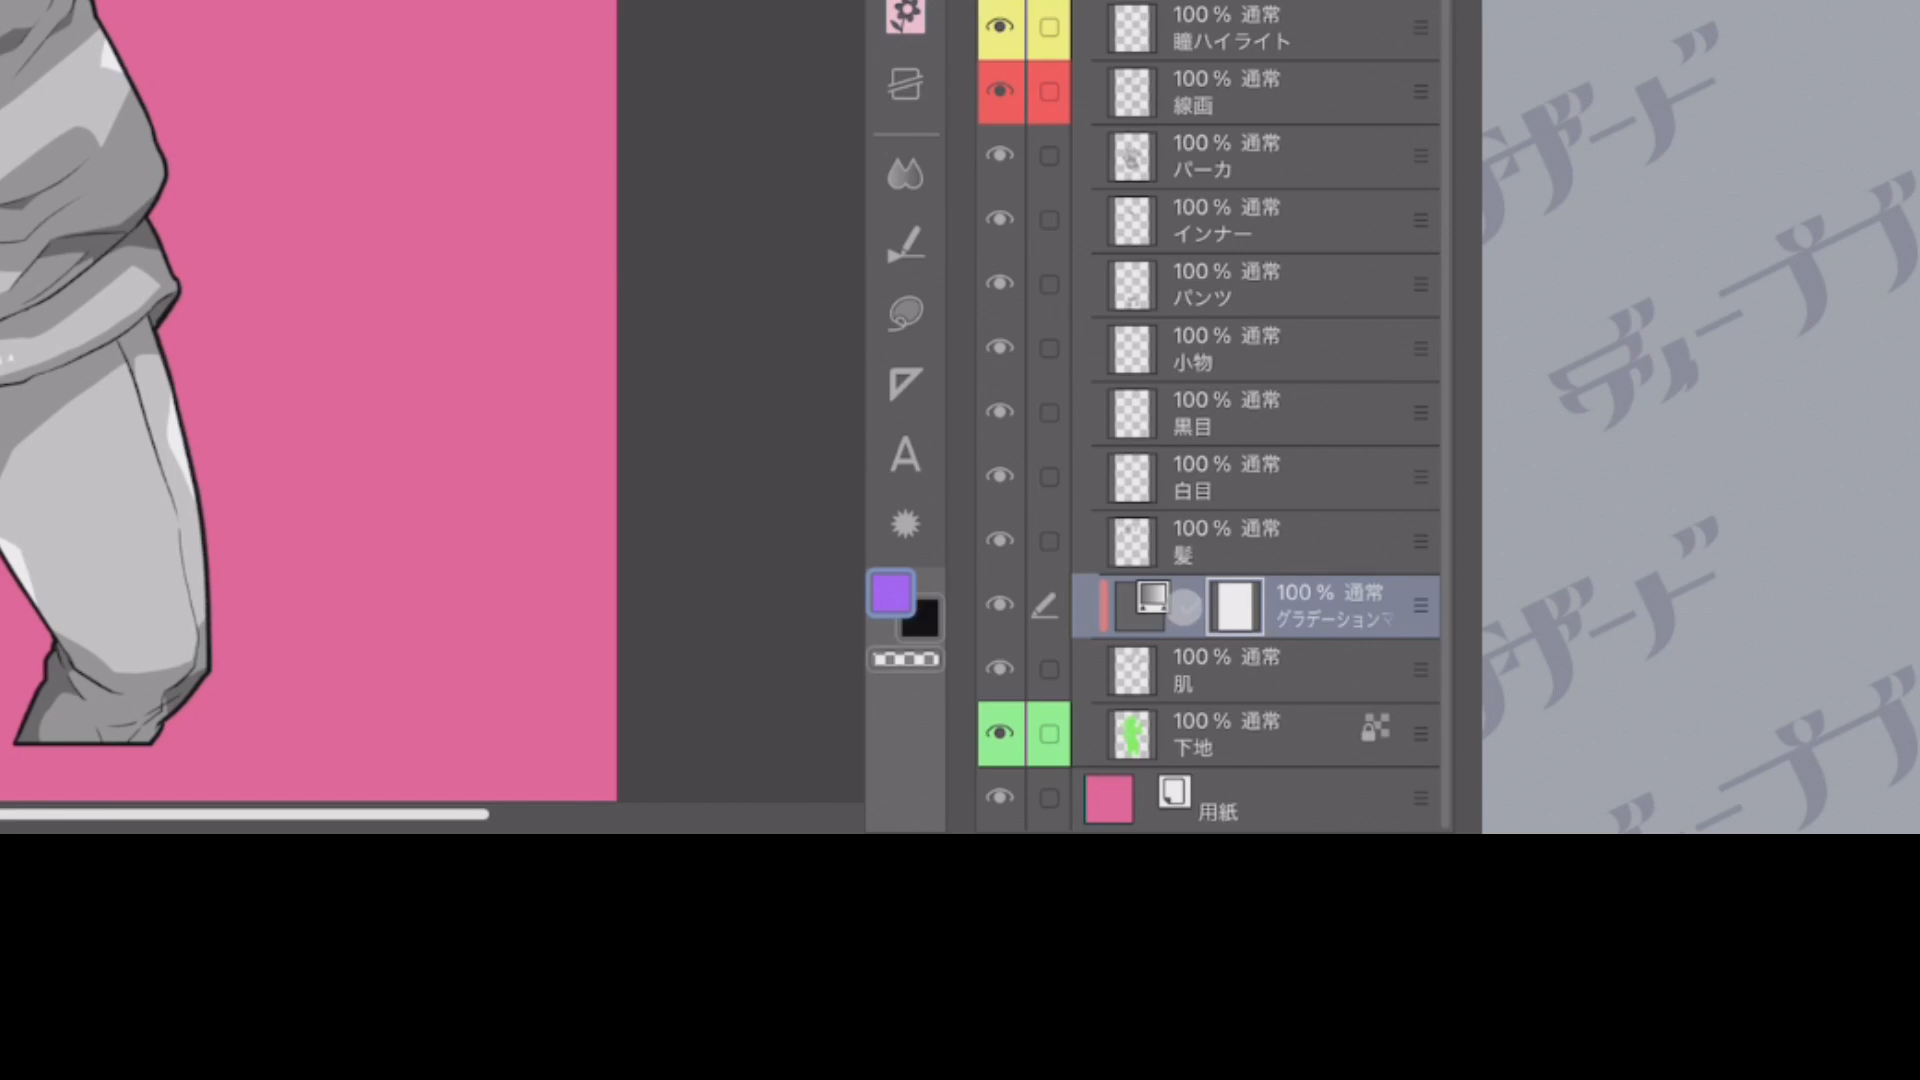 100 % 通常
瞳ハイライト
100 % 通常
線画
100 % 通常
パーカ
100 % 通常
インナー
100 % 通常
パンツ
100 % 通常
小物
100 % 通常
黒目
100 % 通常
白目
100 % 通常
髪
100 % 通常
グラデーション
100 % 通常
肌
100 % 通常
下地
用紙
A